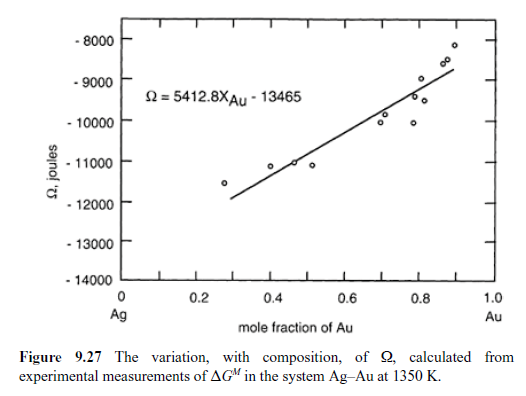 - 8000
- 9000
Ω = 5412.8X_Au - 13465
- 10000
Ω, joules
- 11000
- 12000
- 13000
- 14000
0 0.2 0.4 0.6 0.8 1.0
Ag Au
mole fraction of Au
Figure 9.27 The variation, with composition, of Ω, calculated from
experimental measurements of ΔG^M in the system Ag–Au at 1350 K.